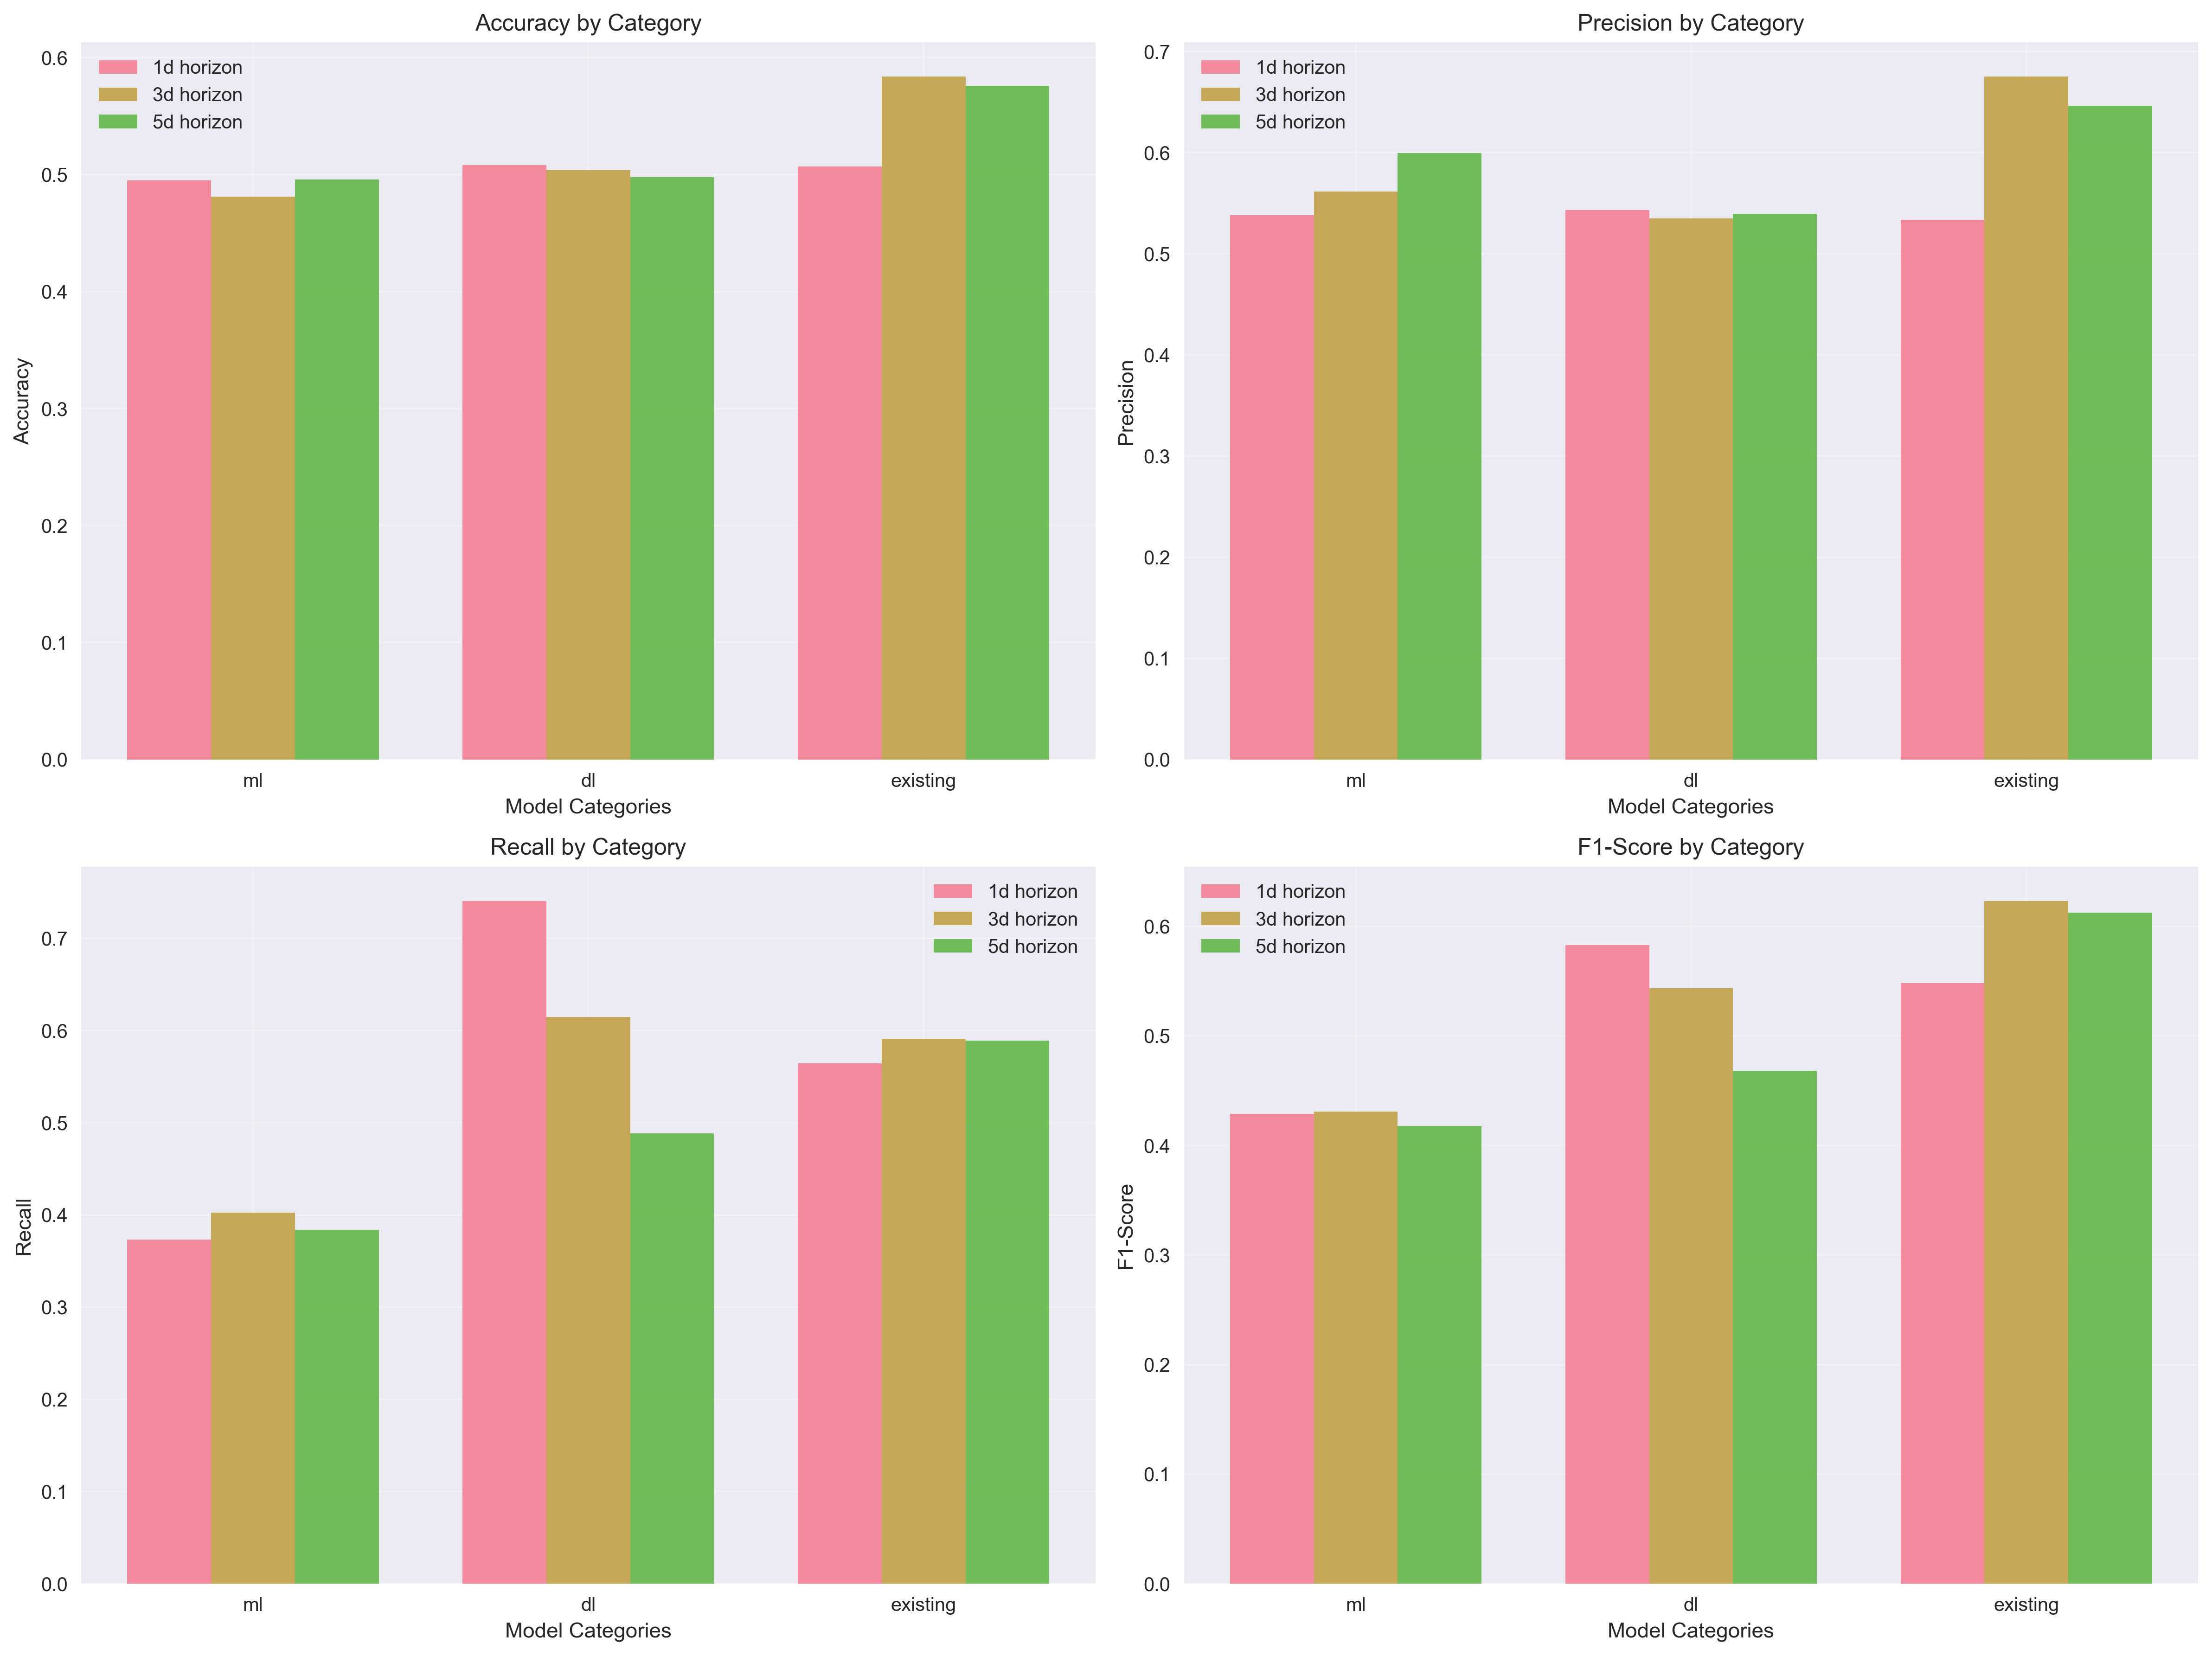 Accuracy by Category
0.6
0.5
0.4
0.3
0.2
0.1
0.0
Accuracy
1d horizon
3d horizon
5d horizon
ml
dl
existing
Model Categories
Precision by Category
0.7
0.6
0.5
0.4
0.3
0.2
0.1
0.0
Precision
1d horizon
3d horizon
5d horizon
ml
dl
existing
Model Categories
Recall by Category
0.7
0.6
0.5
0.4
0.3
0.2
0.1
0.0
Recall
1d horizon
3d horizon
5d horizon
ml
dl
existing
Model Categories
F1-Score by Category
0.6
0.5
0.4
0.3
0.2
0.1
0.0
F1-Score
1d horizon
3d horizon
5d horizon
ml
dl
existing
Model Categories